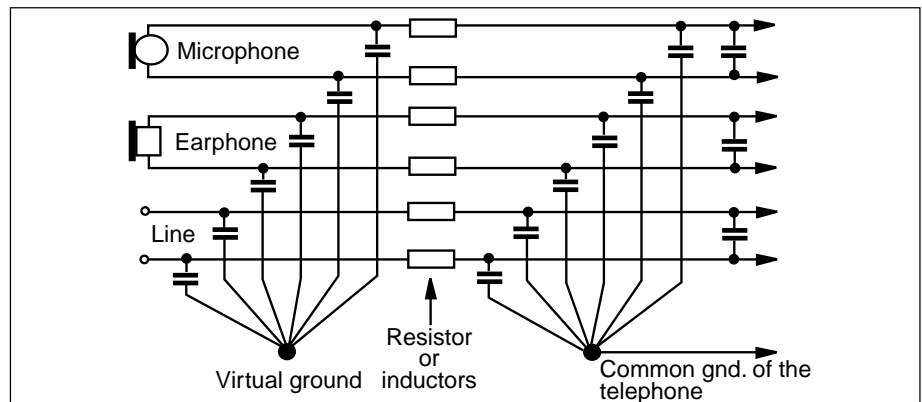 Microphone
Earphone
Line
Resistor
or
inductors
Virtual ground
Common gnd. of the
telephone